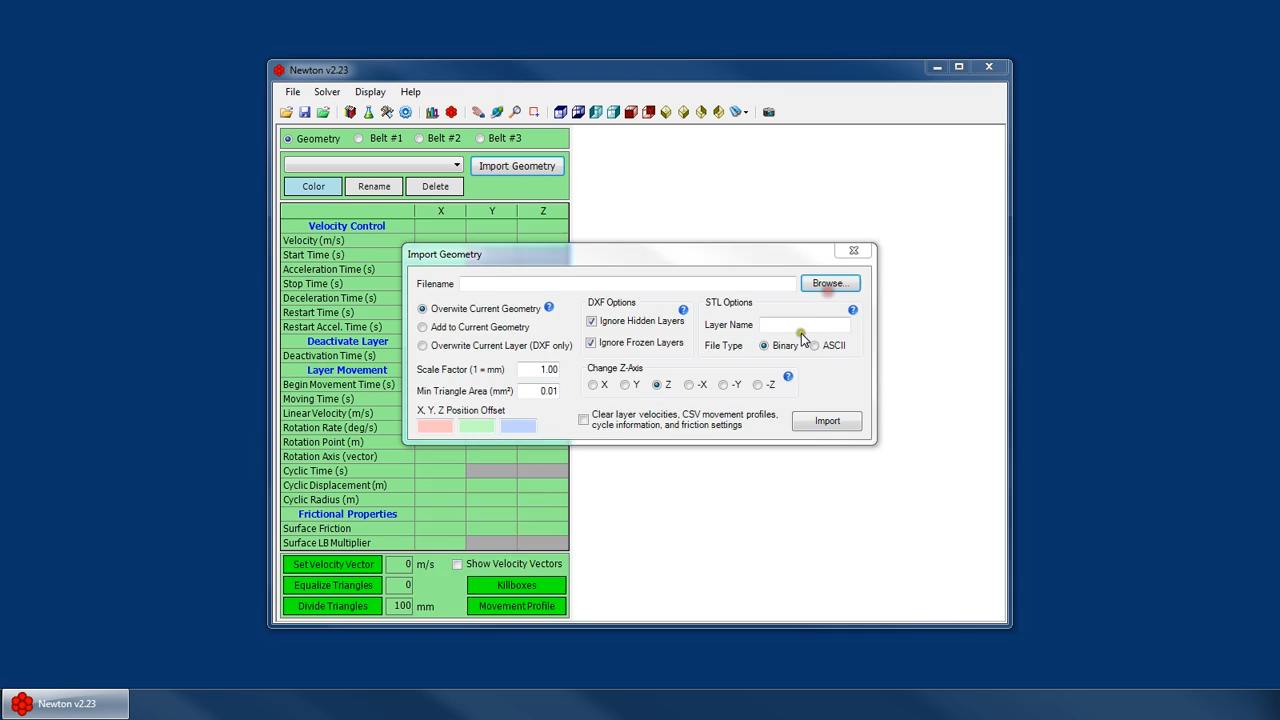 Newton v2.23
File Solver Display Help
Geometry Belt #1 Belt #2 Belt #3
Import Geometry
Color Rename Delete
X Y Z
Velocity Control
Velocity (m/s)
Start Time (s)
Acceleration Time (s)
Stop Time (s)
Deceleration Time (s)
Restart Time (s)
Restart Accel. Time (s)
Deactivate Layer
Deactivation Time (s)
Layer Movement
Begin Movement Time (s)
Moving Time (s)
Linear Velocity (m/s)
Rotation Rate (deg/s)
Rotation Point (m)
Rotation Axis (vector)
Cyclic Time (s)
Cyclic Displacement (m)
Cyclic Radius (m)
Frictional Properties
Surface Friction
Surface LB Multiplier
Set Velocity Vector 0 m/s Show Velocity Vectors
Equalize Triangles 0 Killboxes
Divide Triangles 100 mm Movement Profile
Import Geometry
Filename Browse...
Overwite Current Geometry ?
Add to Current Geometry
Overwrite Current Layer (DXF only)
DXF Options ?
Ignore Hidden Layers
Ignore Frozen Layers
STL Options ?
Layer Name
File Type Binary ASCII
Scale Factor (1 = mm) 1.00
Min Triangle Area (mm²) 0.01
X, Y, Z Position Offset
Change Z-Axis ?
X Y Z -X -Y -Z
Clear layer velocities, CSV movement profiles,
cycle information, and friction settings
Import
Newton v2.23